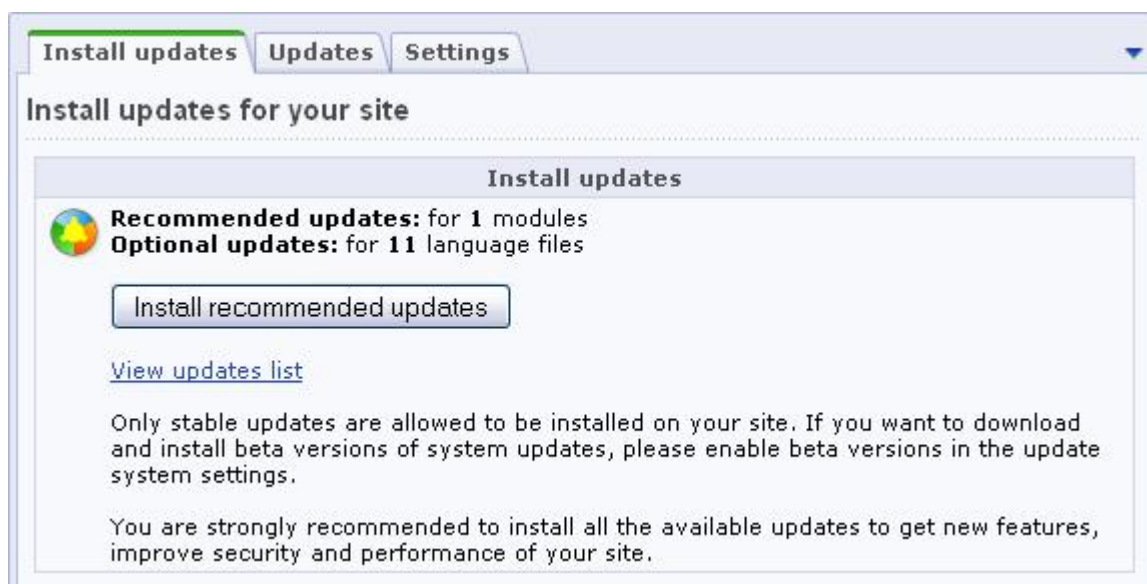 Install updates Updates Settings
Install updates for your site
Install updates
Recommended updates: for 1 modules
Optional updates: for 11 language files
Install recommended updates
View updates list
Only stable updates are allowed to be installed on your site. If you want to download
and install beta versions of system updates, please enable beta versions in the update
system settings.
You are strongly recommended to install all the available updates to get new features,
improve security and performance of your site.